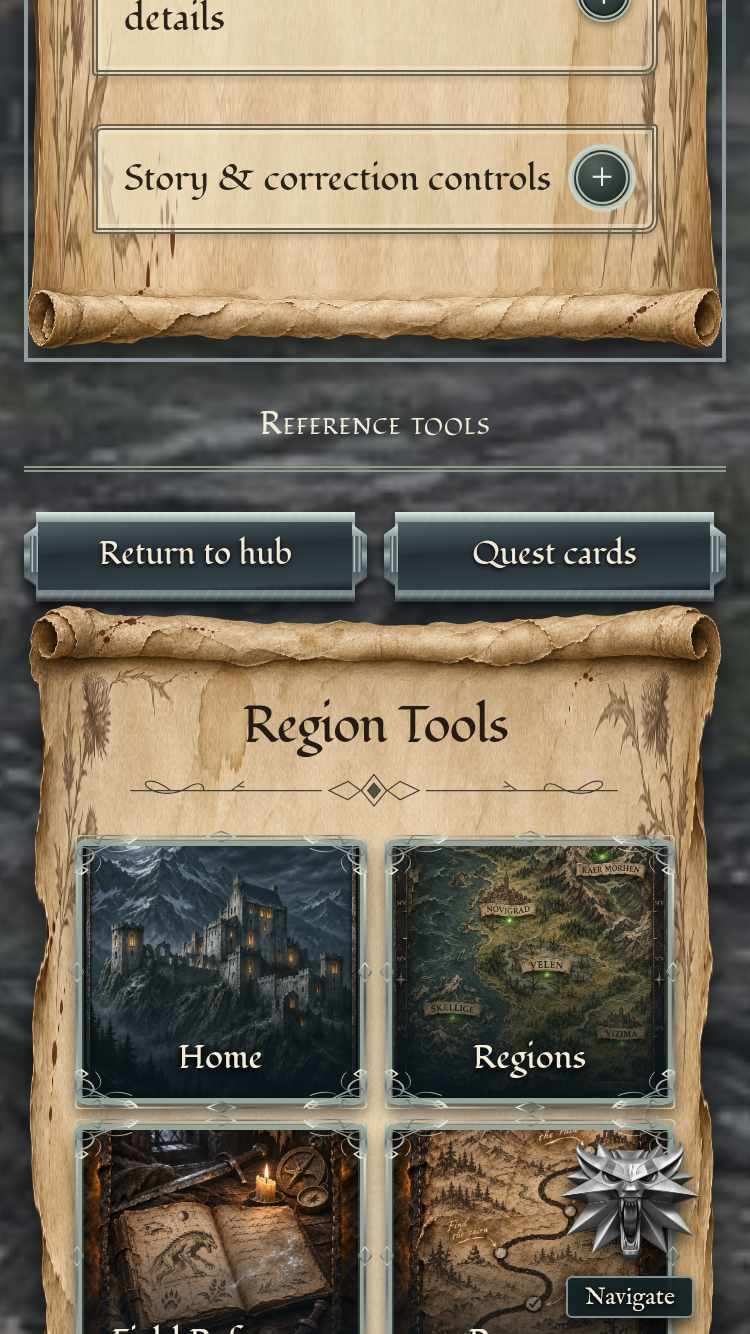 details
+
Story & correction controls
+
Reference tools
Return to hub
Quest cards
Region Tools
Home
KAER MORHEN
NOVIGRAD
VELEN
SKELLIGE
VIZIMA
Regions
Find
Navigate